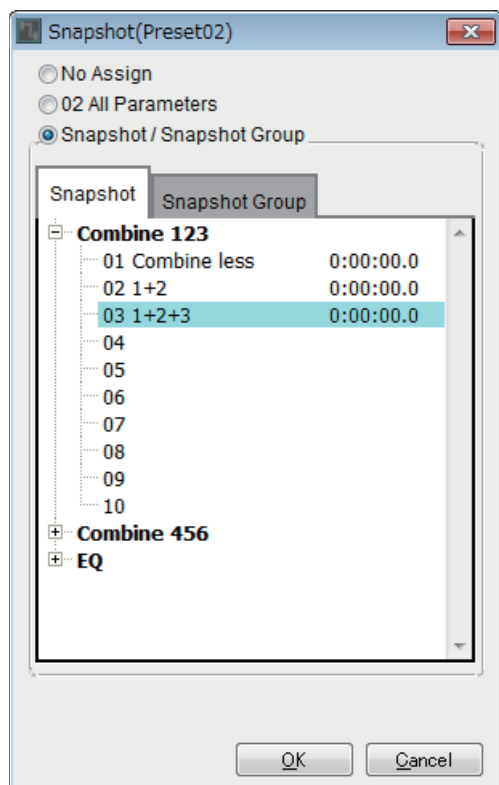 Snapshot(Preset02)
No Assign
02 All Parameters
Snapshot / Snapshot Group
Snapshot Snapshot Group
Combine 123
01 Combine less 0:00:00.0
02 1+2 0:00:00.0
03 1+2+3 0:00:00.0
04
05
06
07
08
09
10
Combine 456
EQ
OK Cancel